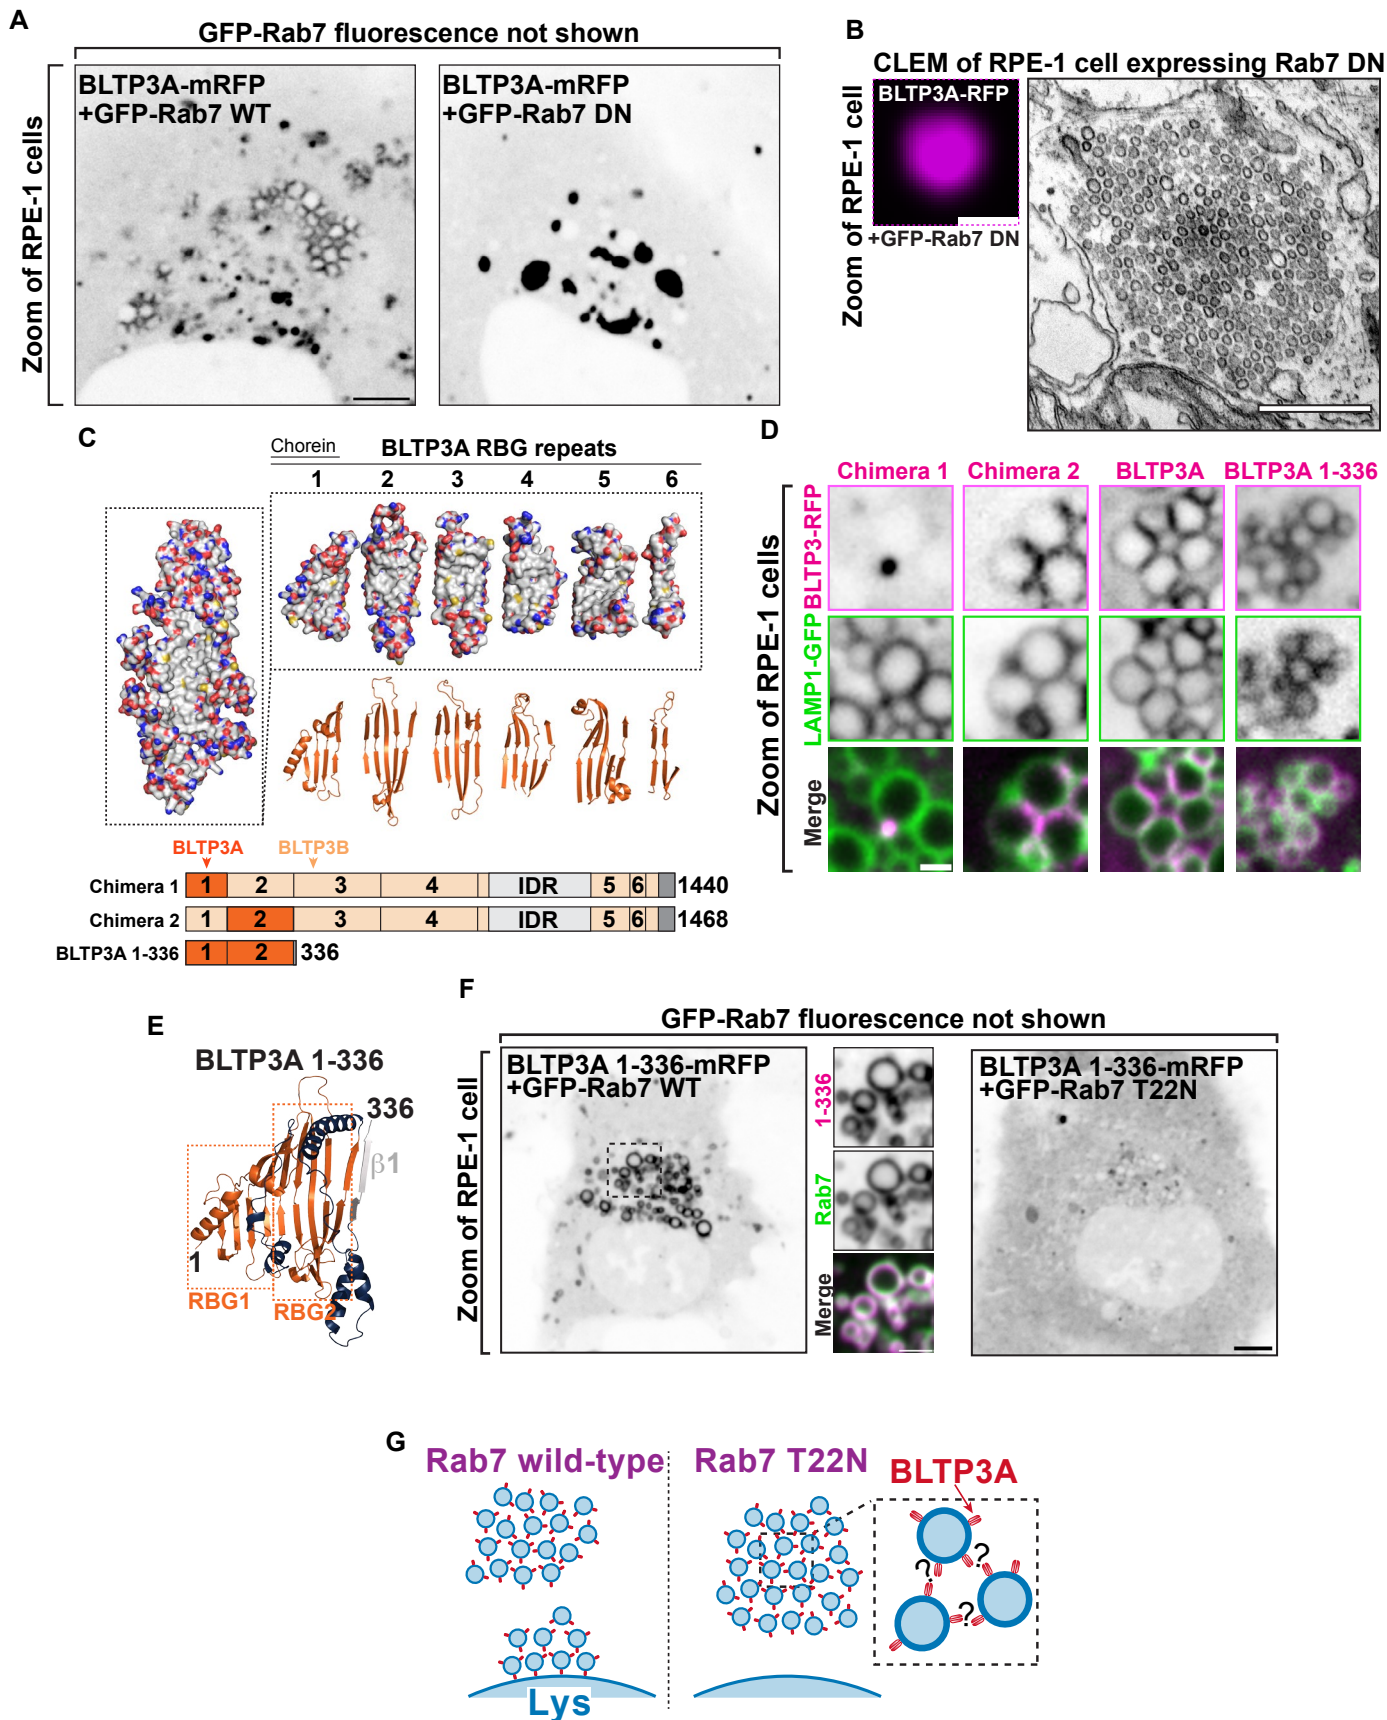 A
GFP-Rab7 fluorescence not shown
Zoom of RPE-1 cells
BLTP3A-mRFP
+GFP-Rab7 WT
BLTP3A-mRFP
+GFP-Rab7 DN
B
CLEM of RPE-1 cell expressing Rab7 DN
Zoom of RPE-1 cell
BLTP3A-RFP
+GFP-Rab7 DN
C
Chorein
BLTP3A RBG repeats
1 2 3 4 5 6
BLTP3A
BLTP3B
Chimera 1 1 2 3 4 IDR 5 6 1440
Chimera 2 1 2 3 4 IDR 5 6 1468
BLTP3A 1-336 1 2 336
D
Chimera 1 Chimera 2 BLTP3A BLTP3A 1-336
Zoom of RPE-1 cells
BLTP3-RFP
LAMP1-GFP
Merge
E
BLTP3A 1-336
336
β1
1
RBG1
RBG2
F
GFP-Rab7 fluorescence not shown
Zoom of RPE-1 cell
BLTP3A 1-336-mRFP
+GFP-Rab7 WT
1-336
Rab7
Merge
BLTP3A 1-336-mRFP
+GFP-Rab7 T22N
G
Rab7 wild-type
Rab7 T22N
BLTP3A
? ?
?
Lys